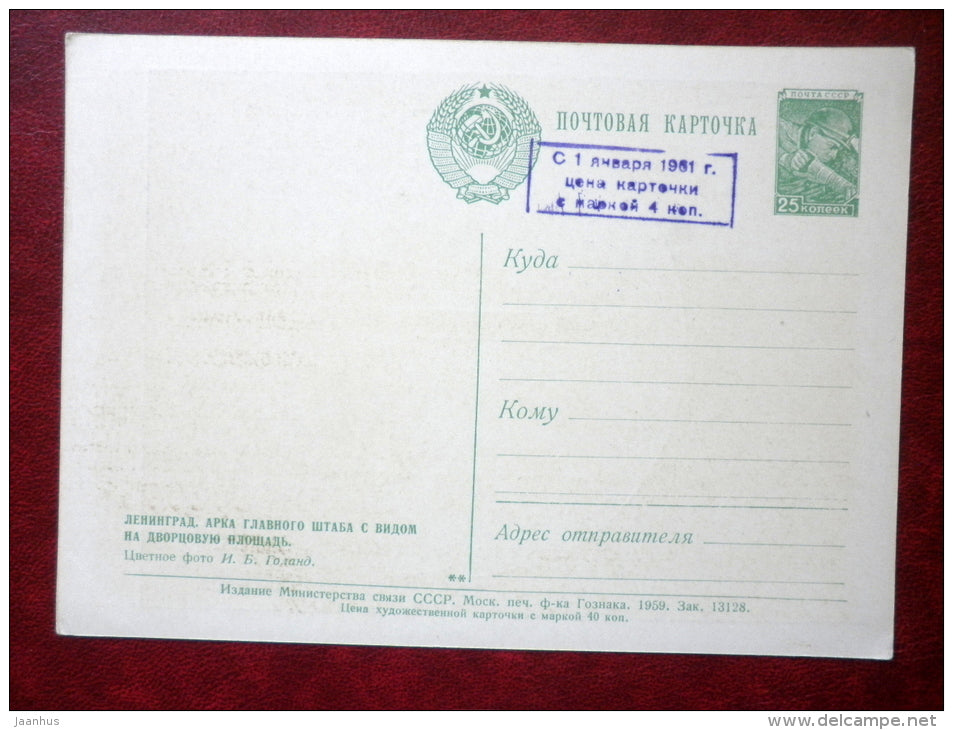 ПОЧТА СССР
ПОЧТОВАЯ КАРТОЧКА
25 КОПЕЕК
С 1 января 1961 г.
цена карточки
с маркой 4 коп.
Куда
Кому
Адрес отправителя
ЛЕНИНГРАД. АРКА ГЛАВНОГО ШТАБА С ВИДОМ
НА ДВОРЦОВУЮ ПЛОЩАДЬ.
Цветное фото И. Б. Голанд.
**
Издание Министерства связи СССР. Моск. печ. ф-ка Гознака. 1959. Зак. 13128.
Цена художественной карточки с маркой 40 коп.
Jaanhus
delcampe.net